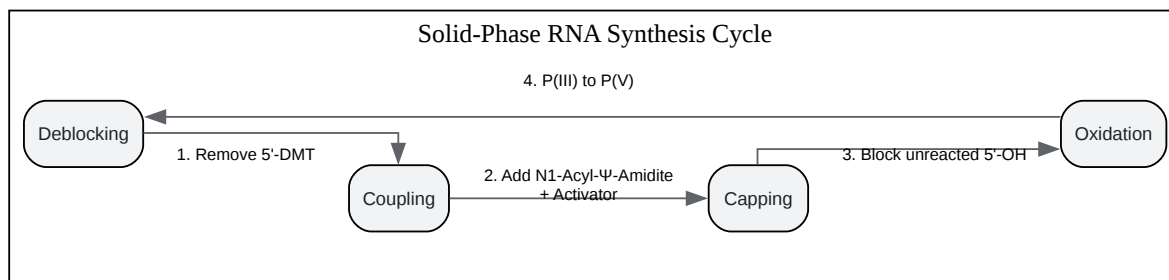 Solid-Phase RNA Synthesis Cycle
4. P(III) to P(V)
Deblocking
Oxidation
1. Remove 5'-DMT
3. Block unreacted 5'-OH
Coupling
2. Add N1-Acyl-Ψ-Amidite
+ Activator
Capping